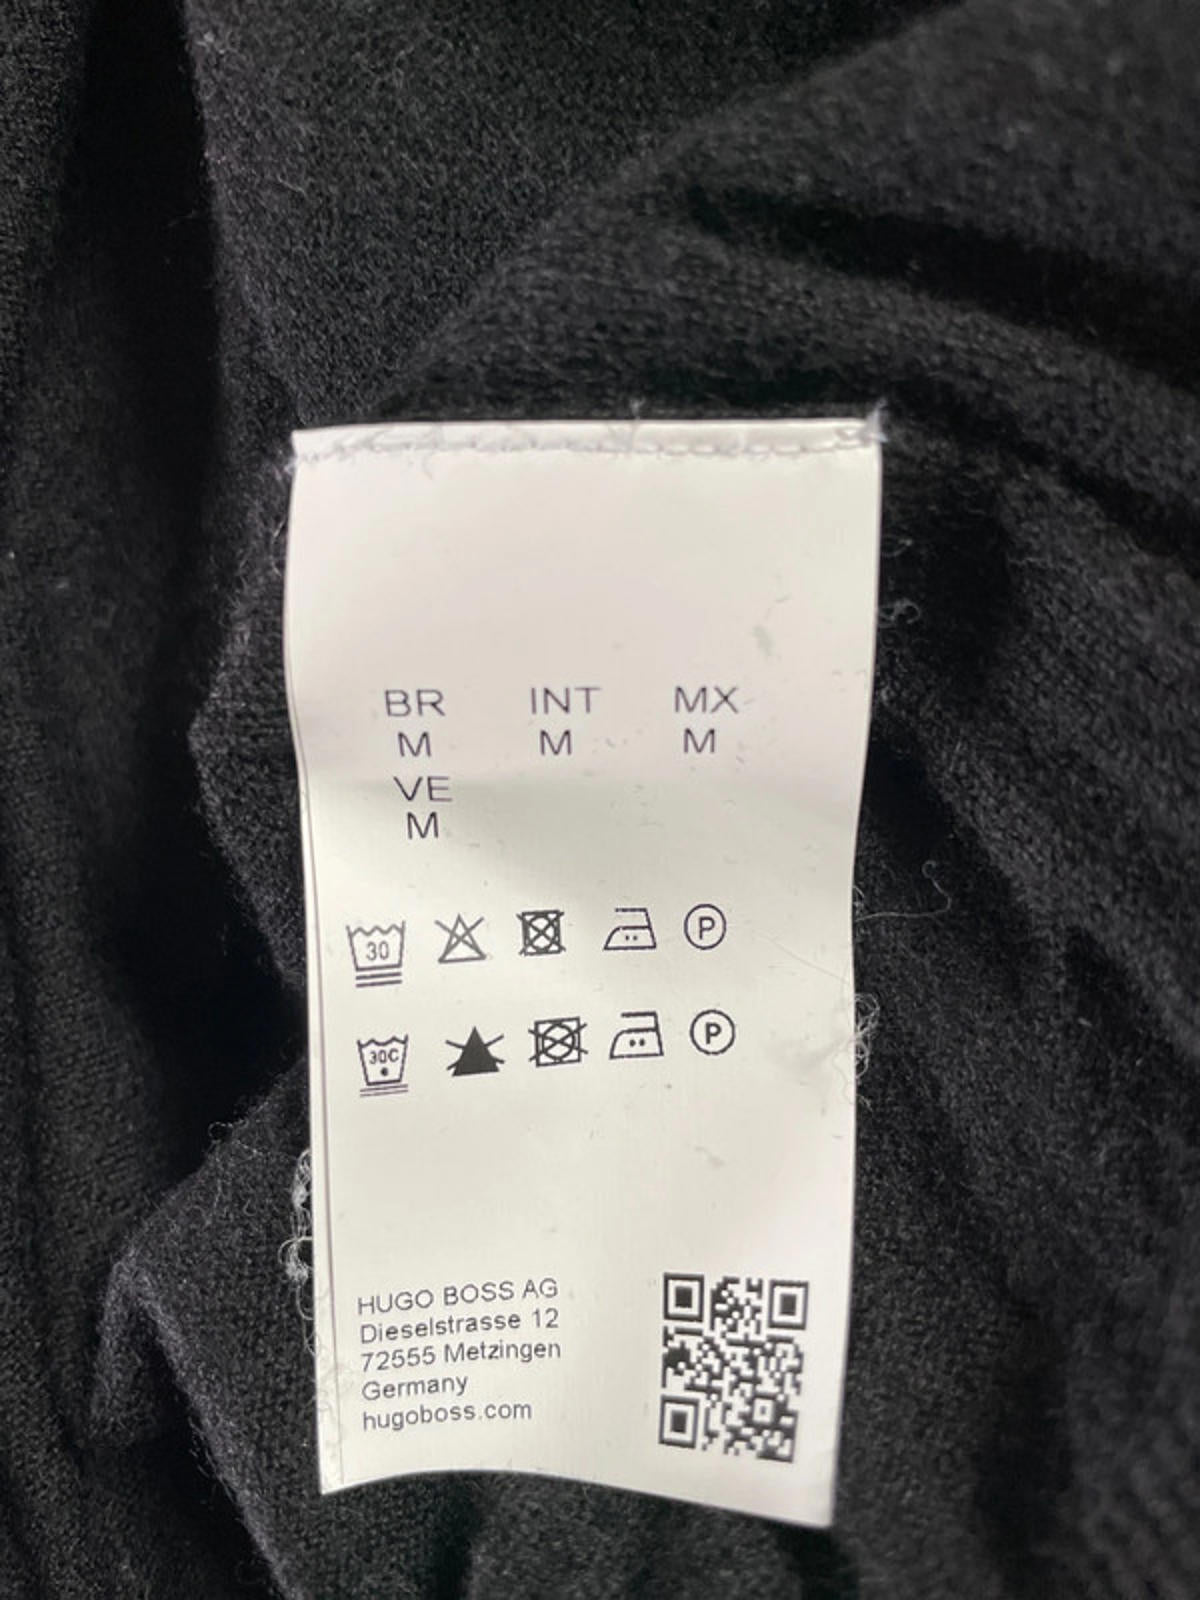 BR INT MX
M M M
VE
M
30 P
30C P
HUGO BOSS AG
Dieselstrasse 12
72555 Metzingen
Germany
hugoboss.com